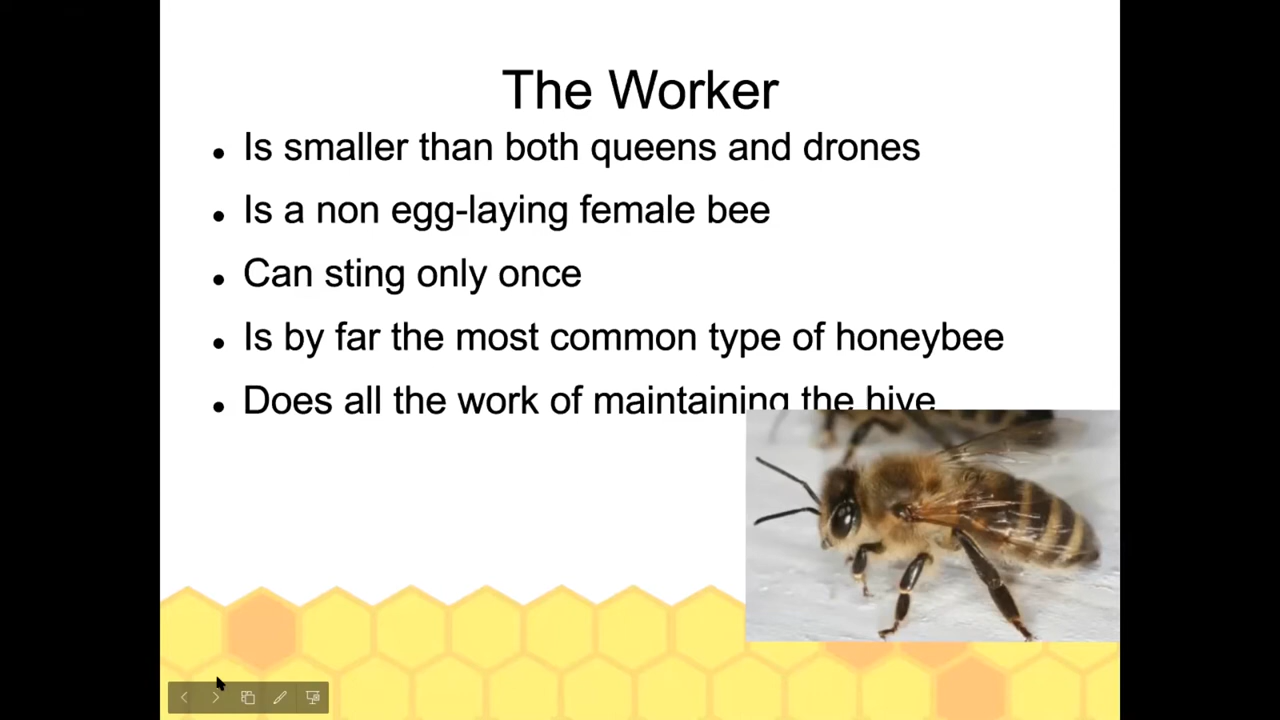 The Worker
• Is smaller than both queens and drones
• Is a non egg-laying female bee
• Can sting only once
• Is by far the most common type of honeybee
• Does all the work of maintaining the hive